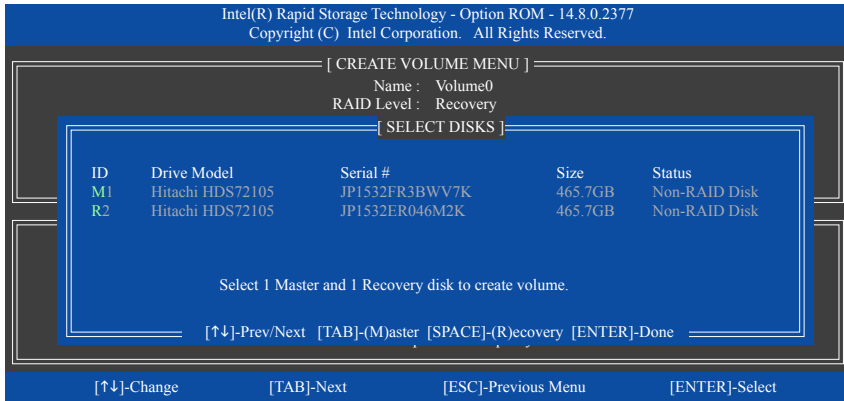 Intel(R) Rapid Storage Technology - Option ROM - 14.8.0.2377
Copyright (C) Intel Corporation. All Rights Reserved.
[ CREATE VOLUME MENU ]
Name : Volume0
RAID Level : Recovery
[ SELECT DISKS ]
ID Drive Model Serial # Size Status
M1 Hitachi HDS72105 JP1532FR3BWV7K 465.7GB Non-RAID Disk
R2 Hitachi HDS72105 JP1532ER046M2K 465.7GB Non-RAID Disk
Select 1 Master and 1 Recovery disk to create volume.
[↑↓]-Prev/Next [TAB]-(M)aster [SPACE]-(R)ecovery [ENTER]-Done
[↑↓]-Change [TAB]-Next [ESC]-Previous Menu [ENTER]-Select